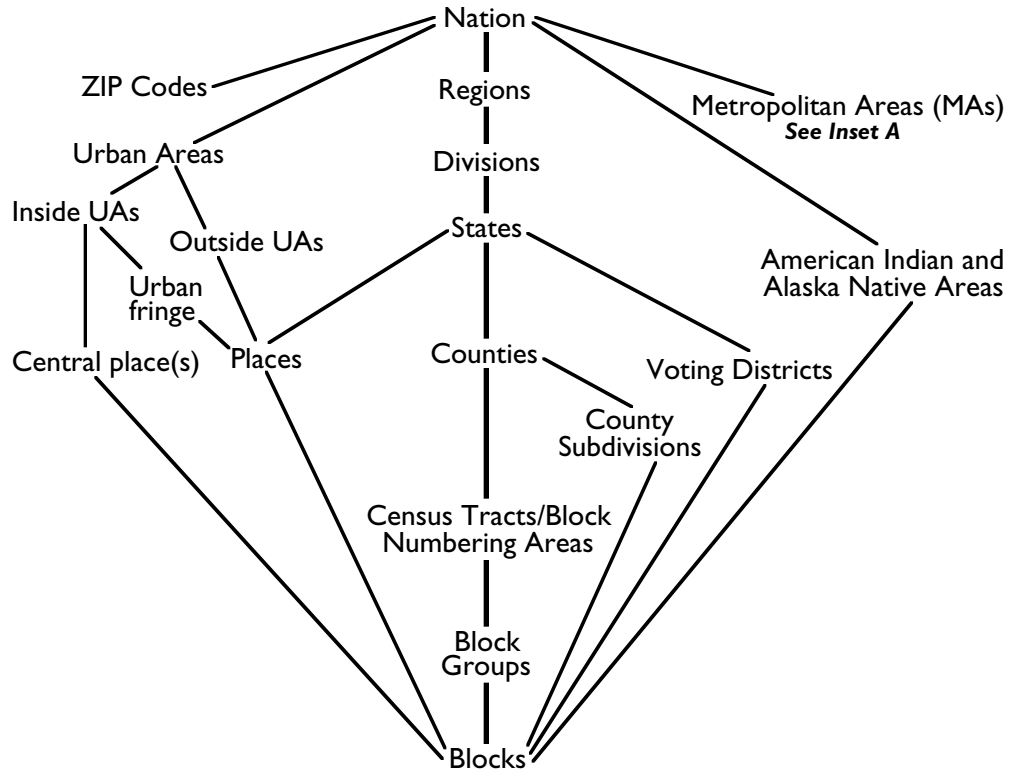 Nation
ZIP Codes
Regions
Metropolitan Areas (MAs)
See Inset A
Urban Areas
Divisions
Inside UAs
States
Outside UAs
American Indian and
Alaska Native Areas
Urban
fringe
Central place(s)
Places
Counties
Voting Districts
County
Subdivisions
Census Tracts/Block
Numbering Areas
Block
Groups
Blocks